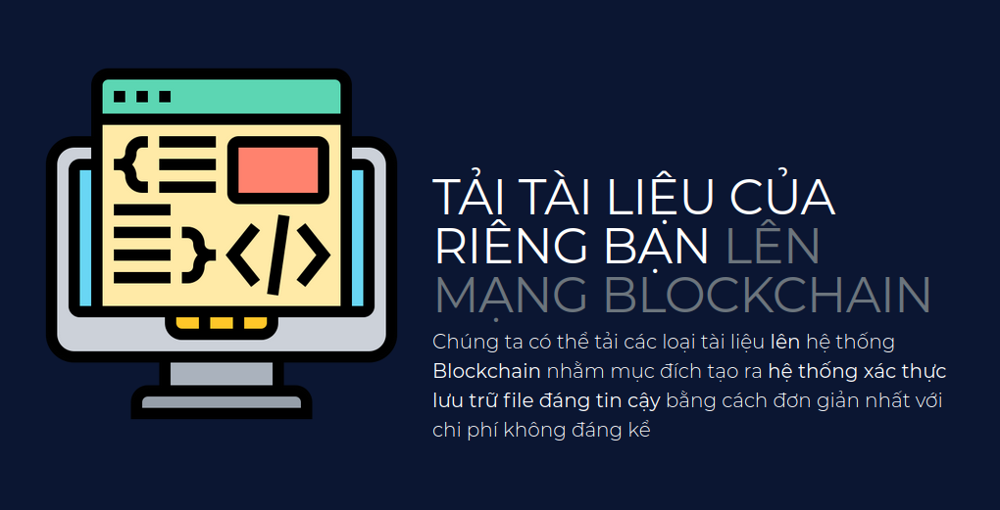 TẢI TÀI LIỆU CỦA
RIÊNG BẠN LÊN
MẠNG BLOCKCHAIN
Chúng ta có thể tải các loại tài liệu lên hệ thống
Blockchain nhằm mục đích tạo ra hệ thống xác thực
lưu trữ file đáng tin cậy bằng cách đơn giản nhất với
chi phí không đáng kể